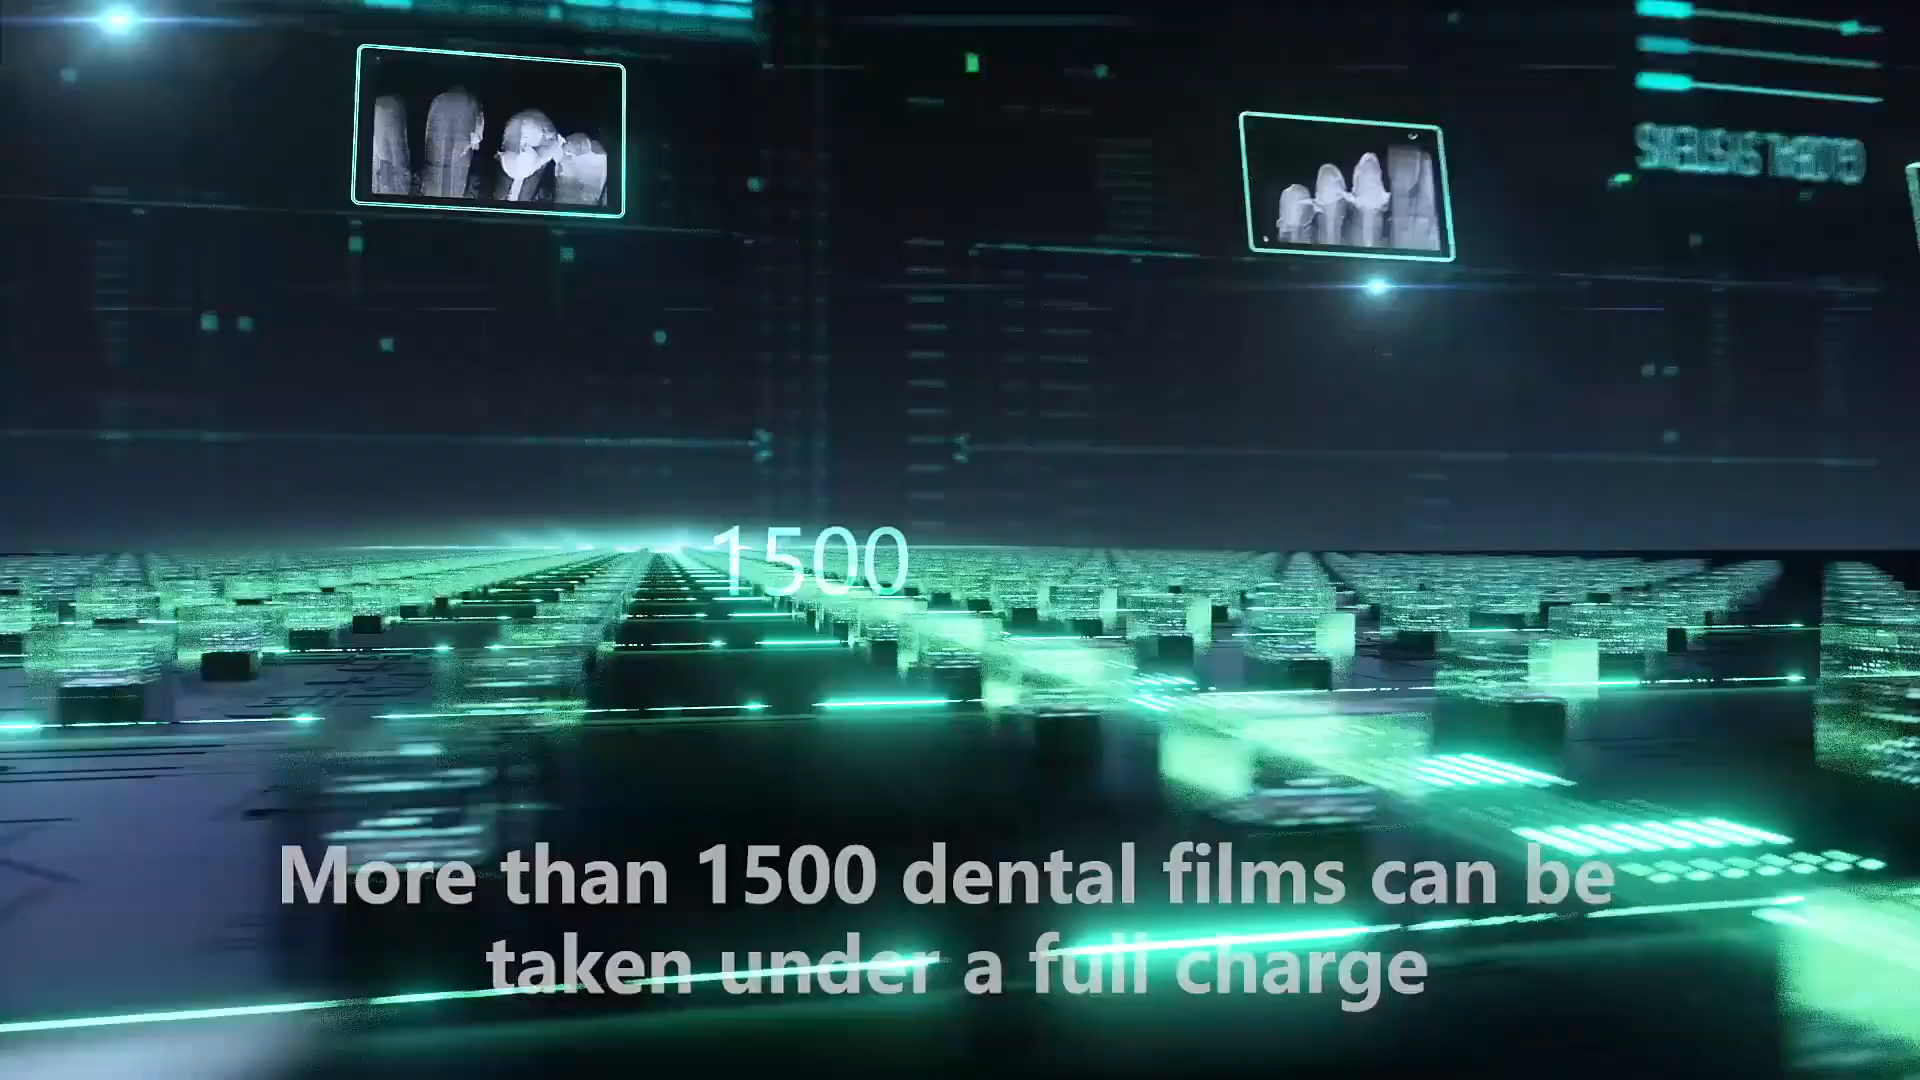 1500
More than 1500 dental films can be
taken under a full charge